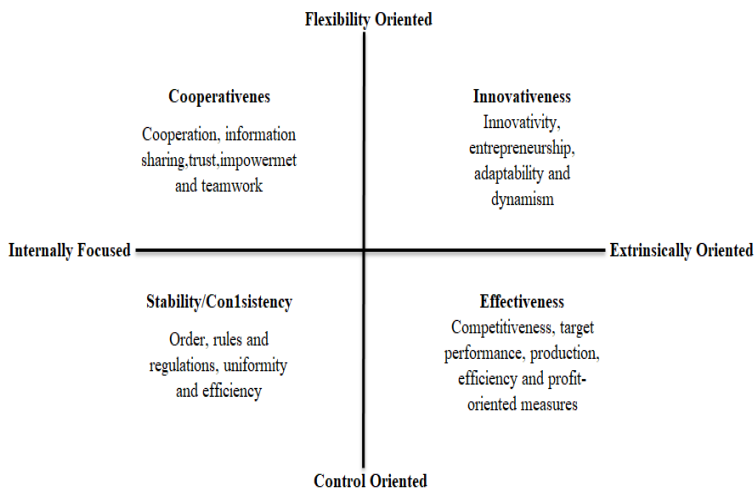 Flexibility Oriented
Cooperativenes
Cooperation, information
sharing,trust,impowermet
and teamwork
Innovativeness
Innovativity,
entrepreneurship,
adaptability and
dynamism
Internally Focused
Extrinsically Oriented
Stability/Con1sistency
Order, rules and
regulations, uniformity
and efficiency
Effectiveness
Competitiveness, target
performance, production,
efficiency and profit-
oriented measures
Control Oriented